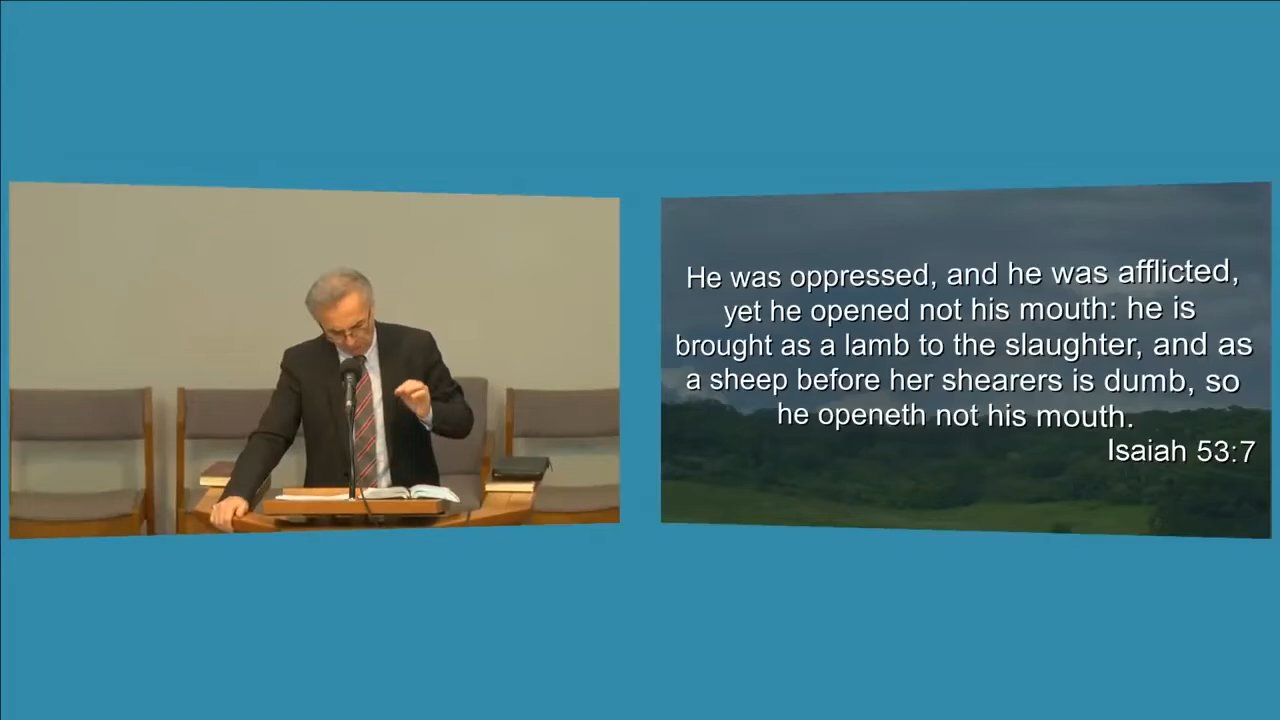 He was oppressed, and he was afflicted,
yet he opened not his mouth: he is
brought as a lamb to the slaughter, and as
a sheep before her shearers is dumb, so
he openeth not his mouth.
Isaiah 53:7